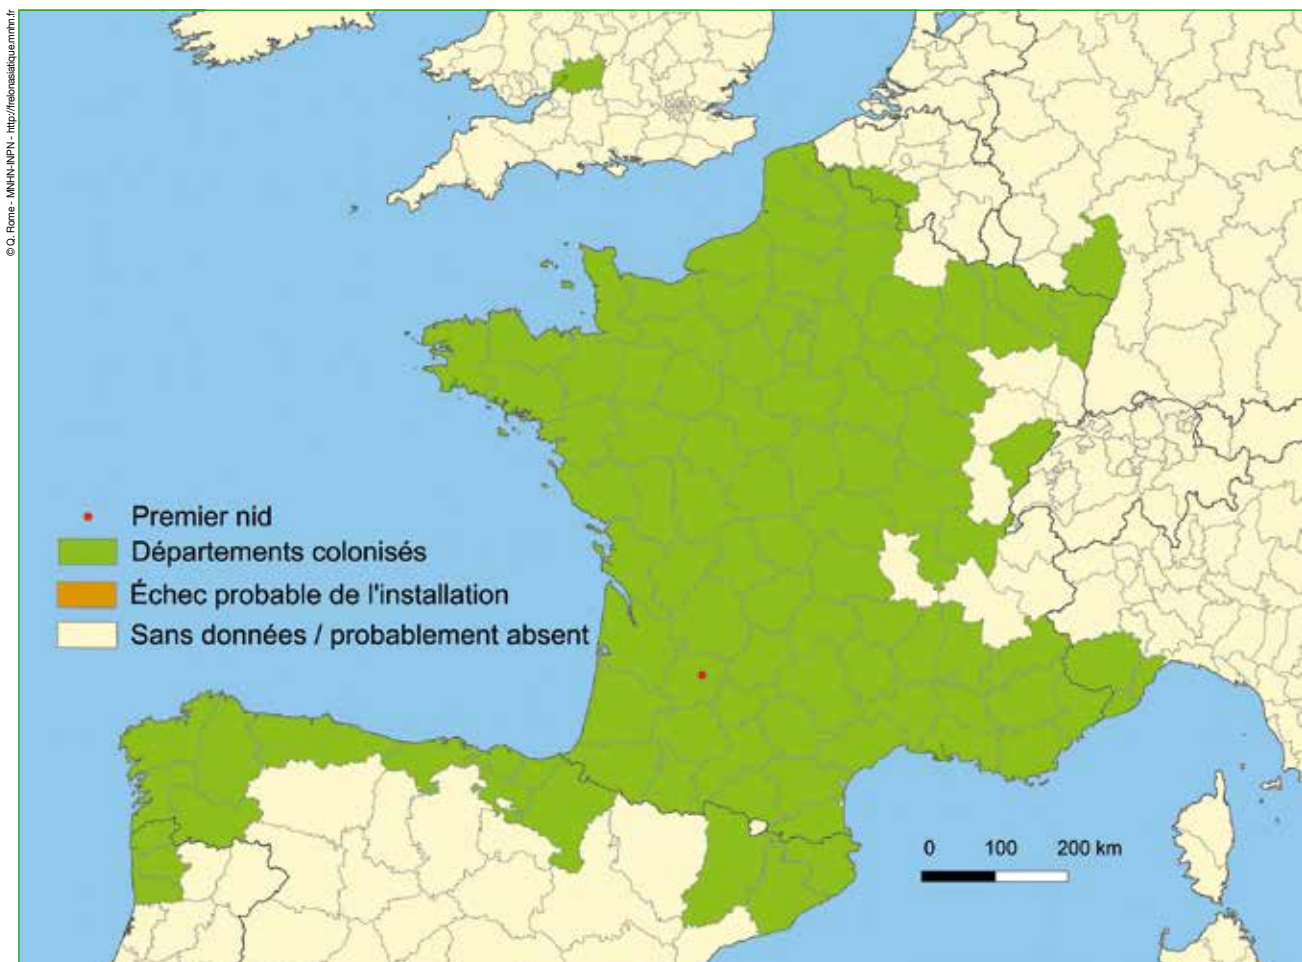 © Q. Rome - MNHN-INPN - http://frelonasiatique.mnhn.fr
Premier nid
Départements colonisés
Échec probable de l'installation
Sans données / probablement absent
0 100 200 km